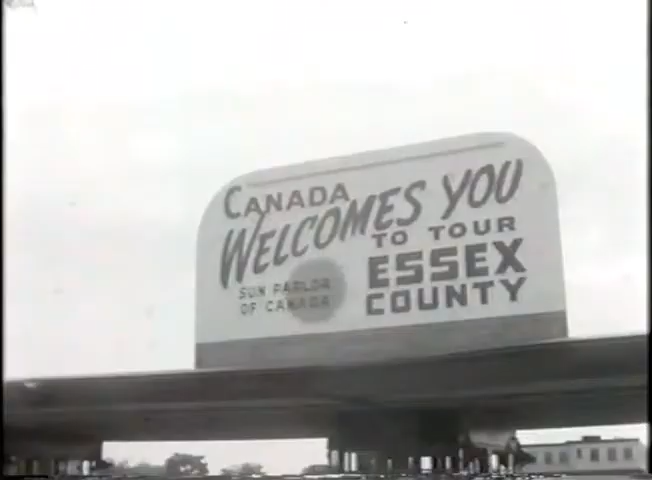 CANADA
WELCOMES YOU
TO TOUR
ESSEX
COUNTY
SUN PARLOR
OF CANADA